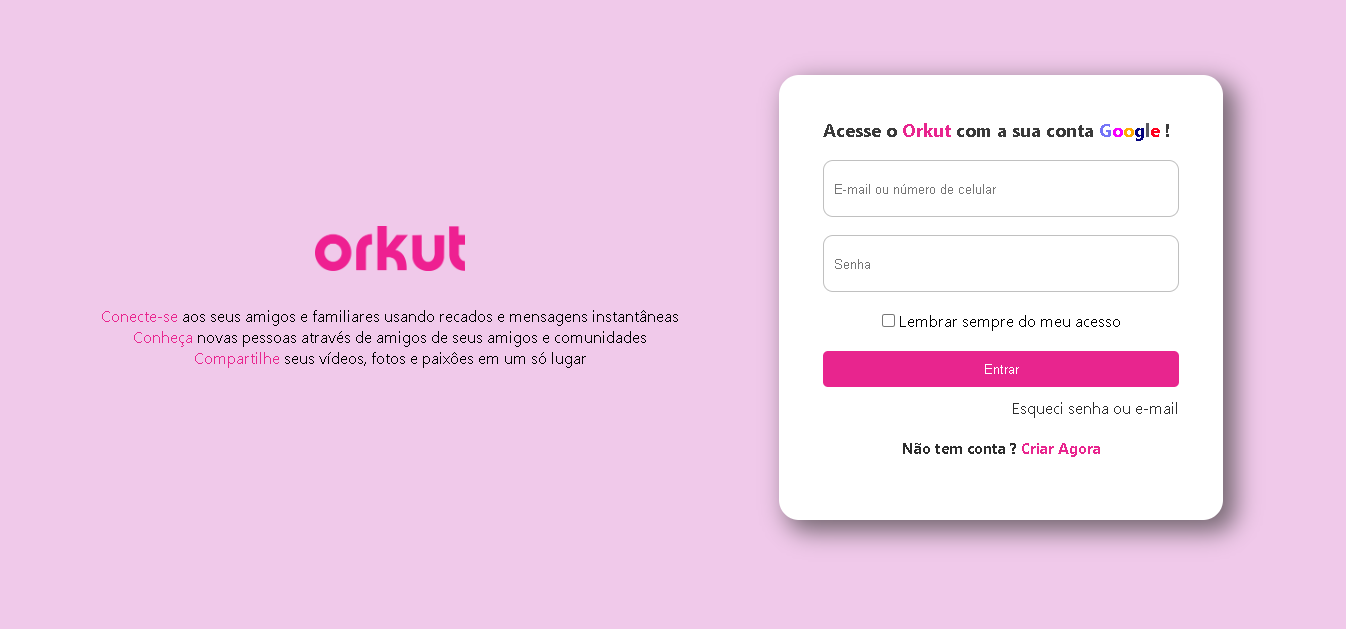 orkut
Conecte-se aos seus amigos e familiares usando recados e mensagens instantâneas
Conheça novas pessoas através de amigos de seus amigos e comunidades
Compartilhe seus vídeos, fotos e paixôes em um só lugar
Acesse o Orkut com a sua conta Google !
E-mail ou número de celular
Senha
Lembrar sempre do meu acesso
Entrar
Esqueci senha ou e-mail
Não tem conta ? Criar Agora